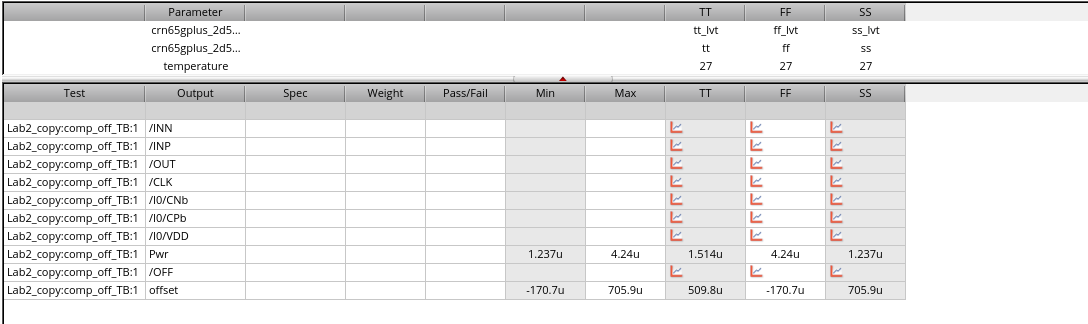 Parameter TT FF SS
crn65gplus_2d5... tt_lvt ff_lvt ss_lvt
crn65gplus_2d5... tt ff ss
temperature 27 27 27
Test Output Spec Weight Pass/Fail Min Max TT FF SS
Lab2_copy:comp_off_TB:1 /INN
Lab2_copy:comp_off_TB:1 /INP
Lab2_copy:comp_off_TB:1 /OUT
Lab2_copy:comp_off_TB:1 /CLK
Lab2_copy:comp_off_TB:1 /I0/CNb
Lab2_copy:comp_off_TB:1 /I0/CPb
Lab2_copy:comp_off_TB:1 /I0/VDD
Lab2_copy:comp_off_TB:1 Pwr 1.237u 4.24u 1.514u 4.24u 1.237u
Lab2_copy:comp_off_TB:1 /OFF
Lab2_copy:comp_off_TB:1 offset -170.7u 705.9u 509.8u -170.7u 705.9u